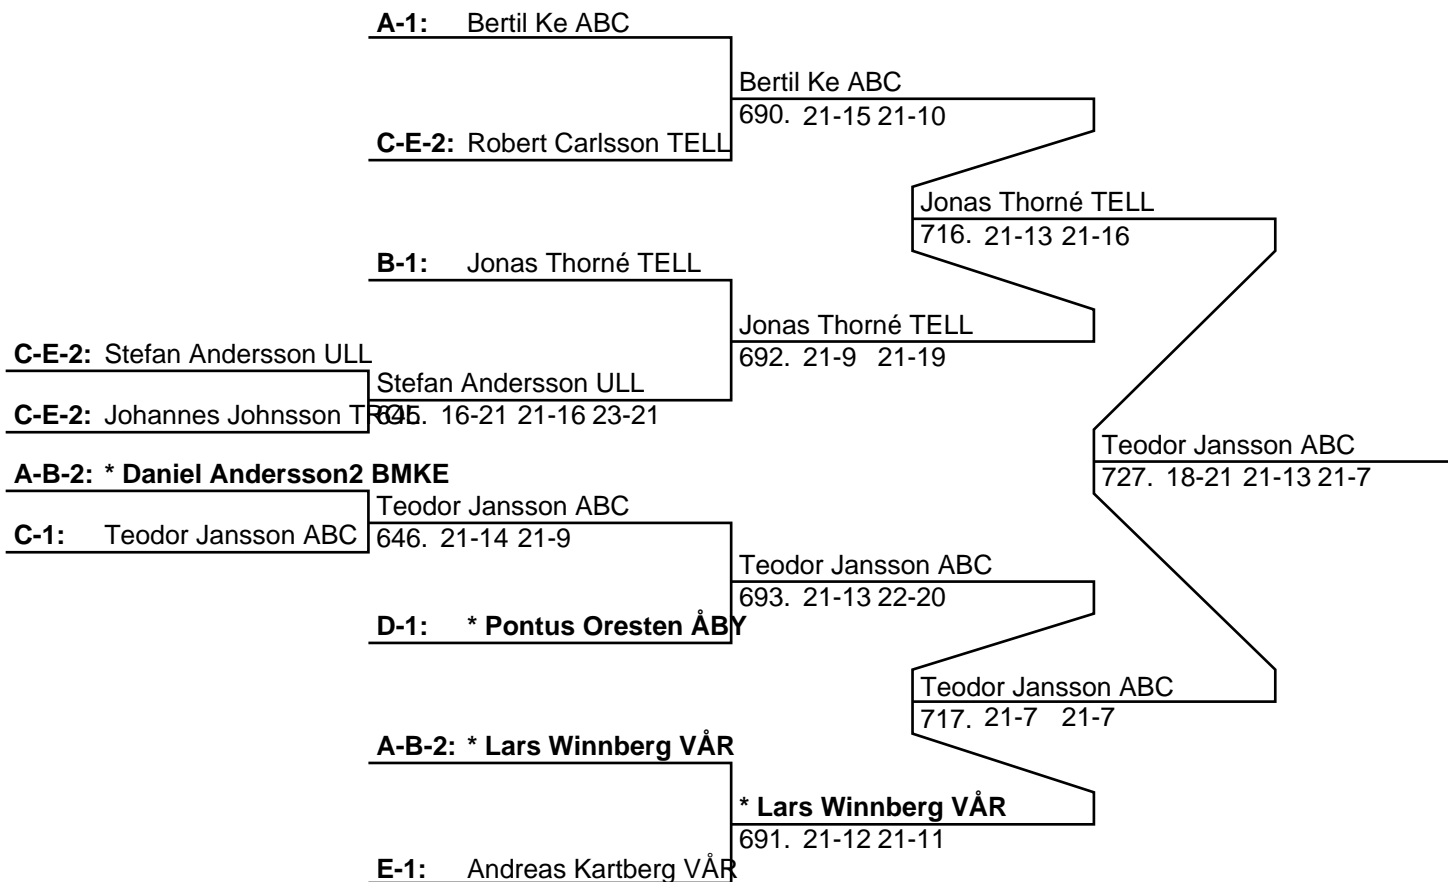 A-1: Bertil Ke ABC
Bertil Ke ABC
690. 21-15 21-10
C-E-2: Robert Carlsson TELL
Jonas Thorné TELL
716. 21-13 21-16
B-1: Jonas Thorné TELL
Jonas Thorné TELL
692. 21-9 21-19
C-E-2: Stefan Andersson ULL
Stefan Andersson ULL
645. 16-21 21-16 23-21
C-E-2: Johannes Johnsson TROL
Teodor Jansson ABC
727. 18-21 21-13 21-7
A-B-2: * Daniel Andersson2 BMKE
Teodor Jansson ABC
646. 21-14 21-9
C-1: Teodor Jansson ABC
Teodor Jansson ABC
693. 21-13 22-20
D-1: * Pontus Oresten ÅBY
Teodor Jansson ABC
717. 21-7 21-7
A-B-2: * Lars Winnberg VÅR
* Lars Winnberg VÅR
691. 21-12 21-11
E-1: Andreas Kartberg VÅR